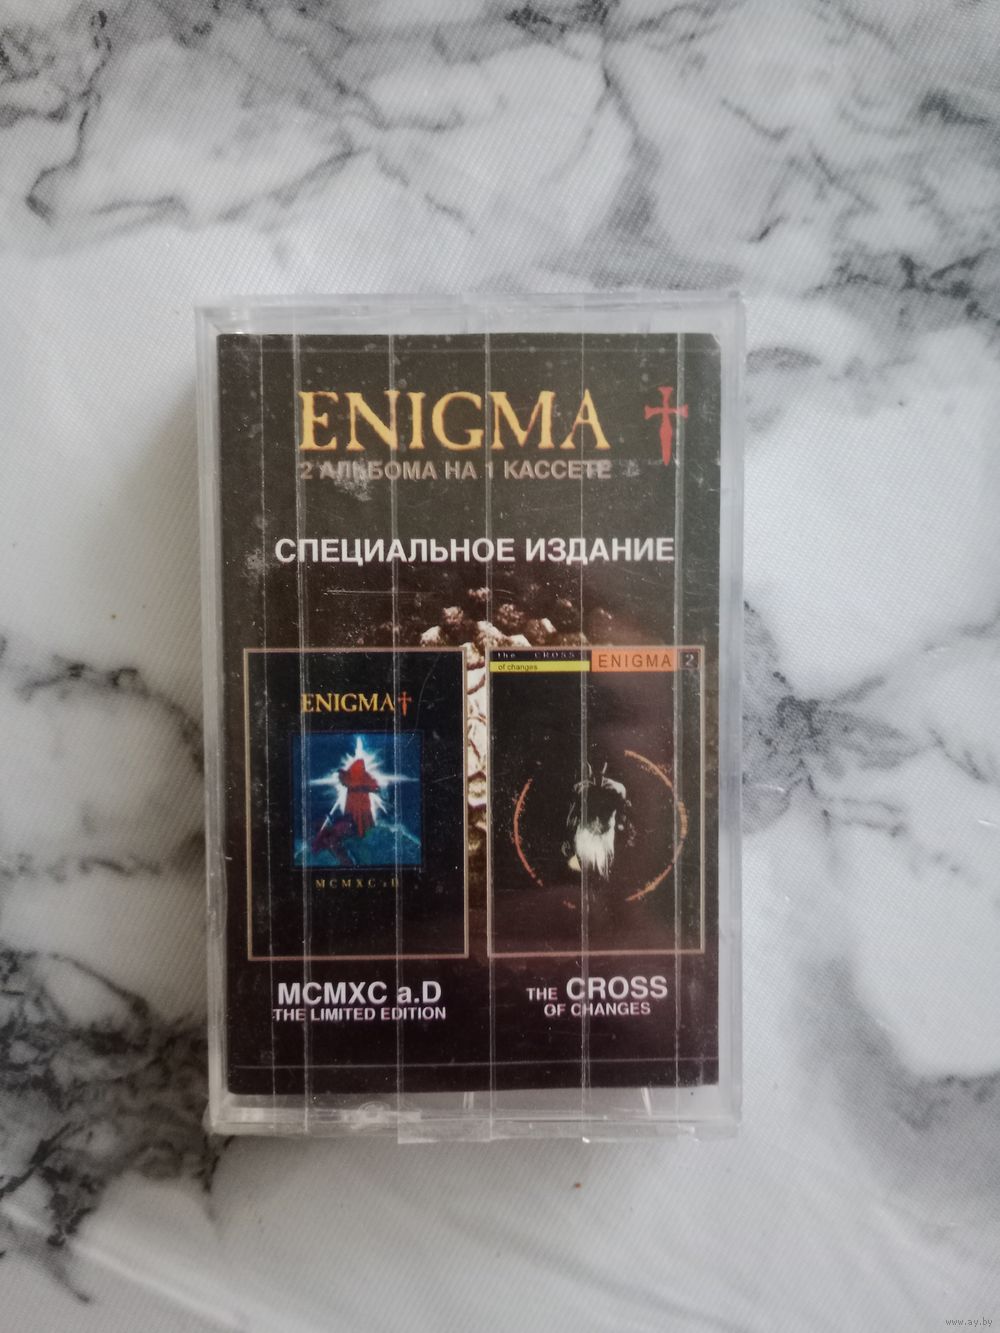 ENIGMA
2 АЛЬБОМА НА 1 КАССЕТЕ
СПЕЦИАЛЬНОЕ ИЗДАНИЕ
ENIGMA
MCMXC a.D
the CROSS
of changes
ENIGMA 2
MCMXC a.D
THE LIMITED EDITION
THE CROSS
OF CHANGES
www.ay.by